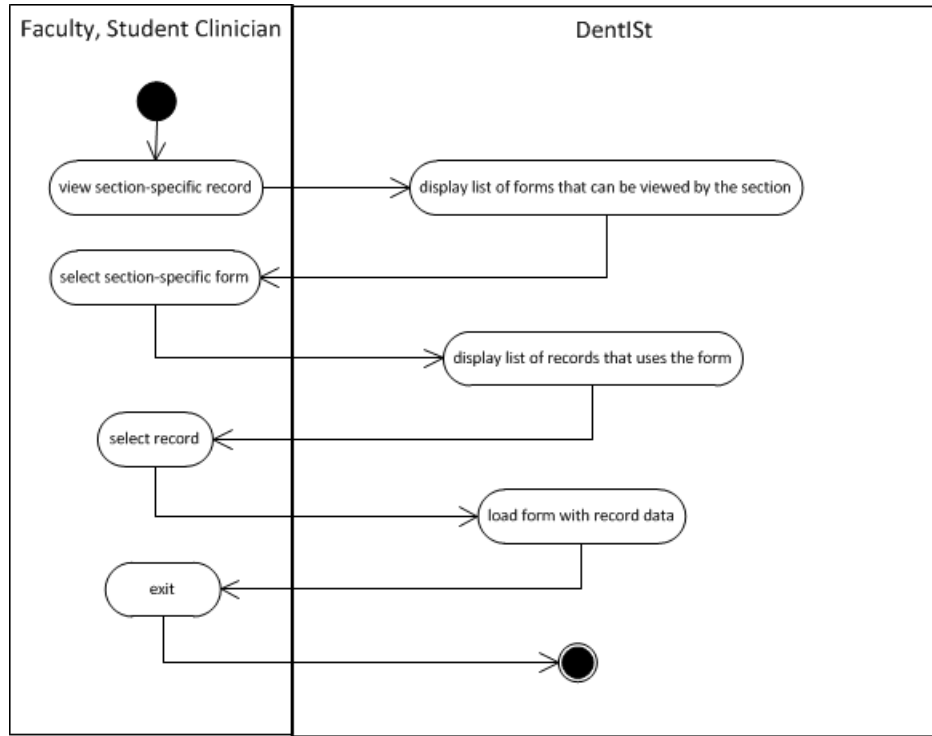 Faculty, Student Clinician
DentISt
view section-specific record
display list of forms that can be viewed by the section
select section-specific form
display list of records that uses the form
select record
load form with record data
exit